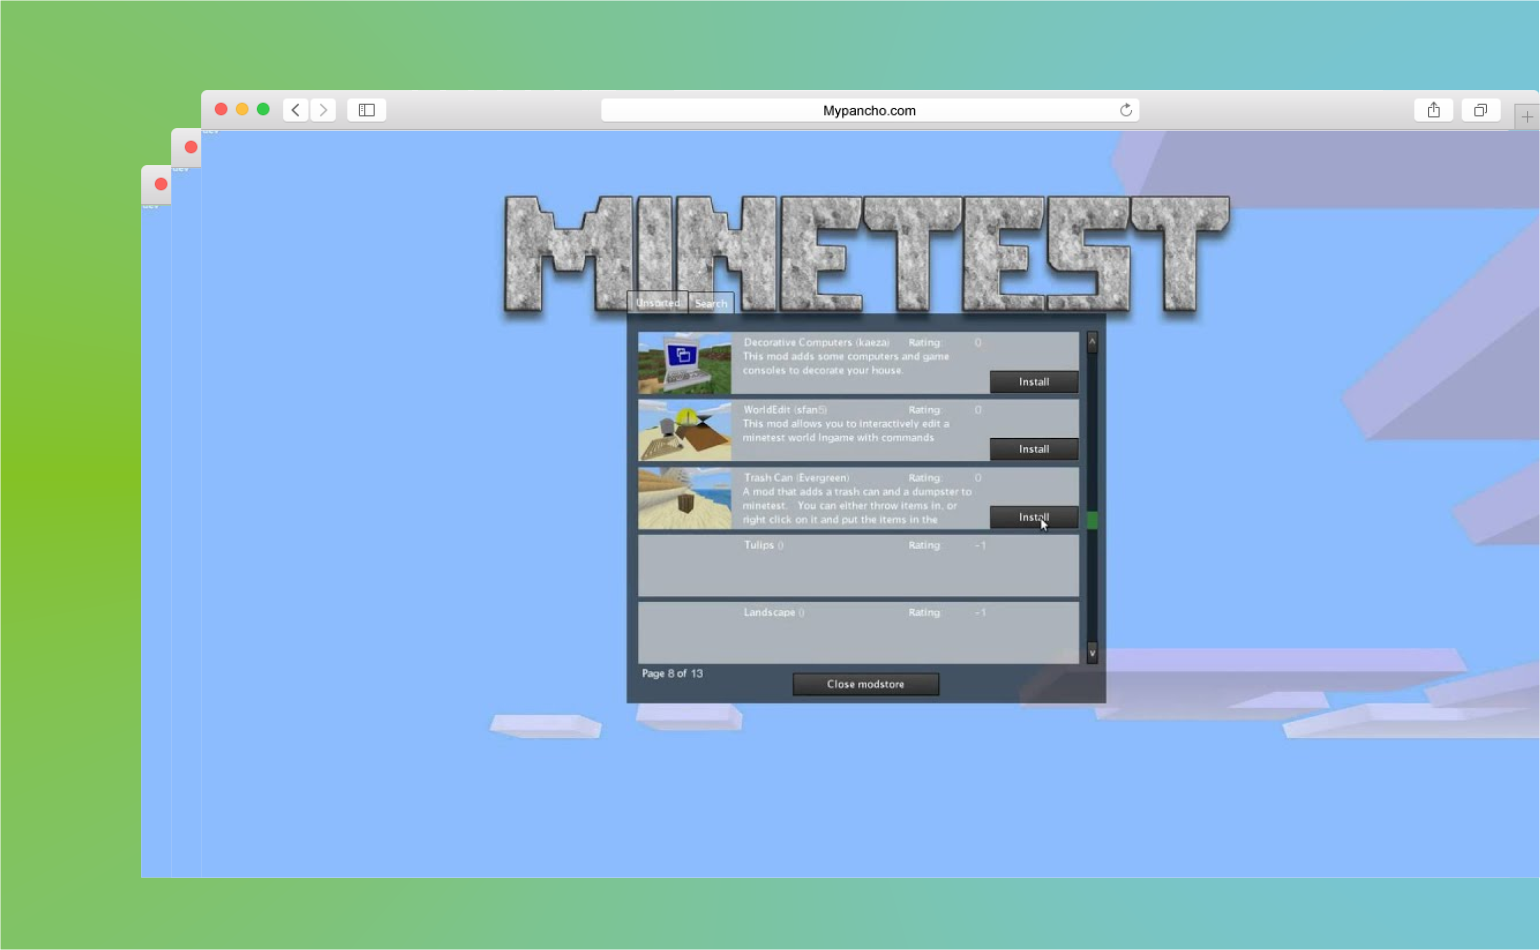 Mypancho.com
MINETEST
Unsorted Search
Decorative Computers (kaeza) Rating: 0
This mod adds some computers and game
consoles to decorate your house.
Install
WorldEdit (sfan5) Rating: 0
This mod allows you to interactively edit a
minetest world ingame with commands
Install
Trash Can (Evergreen) Rating: 0
A mod that adds a trash can and a dumpster to
minetest. You can either throw items in, or
right click on it and put the items in the
Install
Tulips () Rating: -1
Landscape () Rating: -1
Page 8 of 13
Close modstore